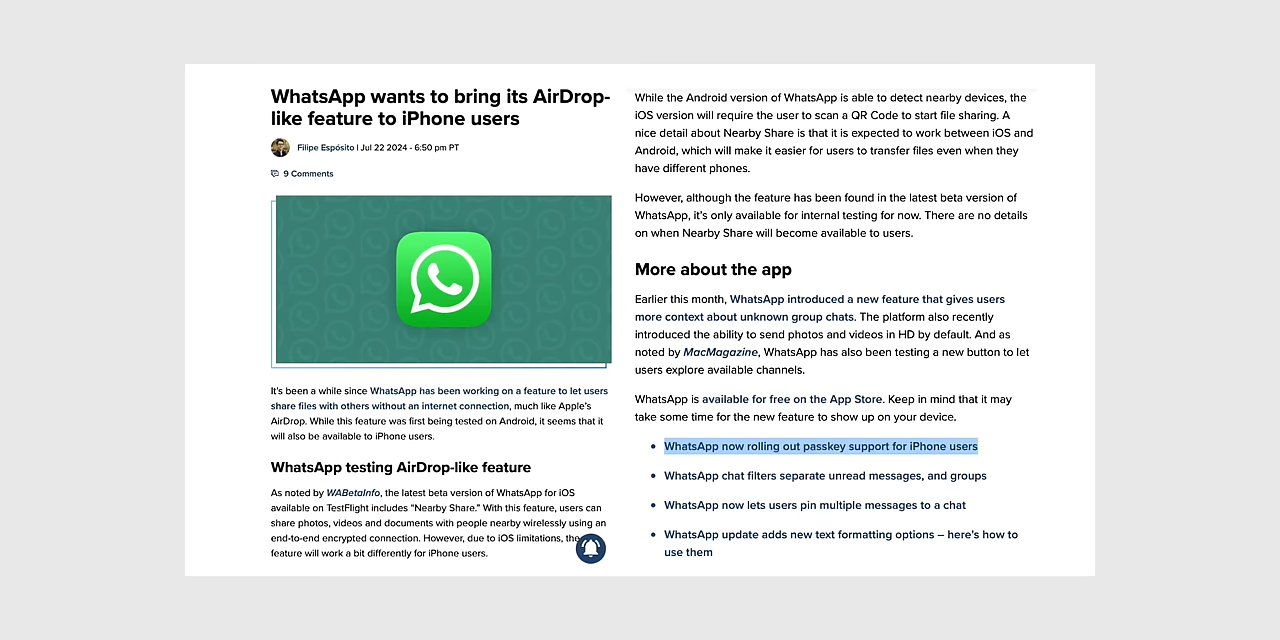 WhatsApp wants to bring its AirDrop-
like feature to iPhone users
Filipe Espósito | Jul 22 2024 - 6:50 pm PT
9 Comments
It’s been a while since WhatsApp has been working on a feature to let users
share files with others without an internet connection, much like Apple’s
AirDrop. While this feature was first being tested on Android, it seems that it
will also be available to iPhone users.
WhatsApp testing AirDrop-like feature
As noted by WABetaInfo, the latest beta version of WhatsApp for iOS
available on TestFlight includes “Nearby Share.” With this feature, users can
share photos, videos and documents with people nearby wirelessly using an
end-to-end encrypted connection. However, due to iOS limitations, the
feature will work a bit differently for iPhone users.
While the Android version of WhatsApp is able to detect nearby devices, the
iOS version will require the user to scan a QR Code to start file sharing. A
nice detail about Nearby Share is that it is expected to work between iOS and
Android, which will make it easier for users to transfer files even when they
have different phones.
However, although the feature has been found in the latest beta version of
WhatsApp, it’s only available for internal testing for now. There are no details
on when Nearby Share will become available to users.
More about the app
Earlier this month, WhatsApp introduced a new feature that gives users
more context about unknown group chats. The platform also recently
introduced the ability to send photos and videos in HD by default. And as
noted by MacMagazine, WhatsApp has also been testing a new button to let
users explore available channels.
WhatsApp is available for free on the App Store. Keep in mind that it may
take some time for the new feature to show up on your device.
• WhatsApp now rolling out passkey support for iPhone users
• WhatsApp chat filters separate unread messages, and groups
• WhatsApp now lets users pin multiple messages to a chat
• WhatsApp update adds new text formatting options – here’s how to
use them